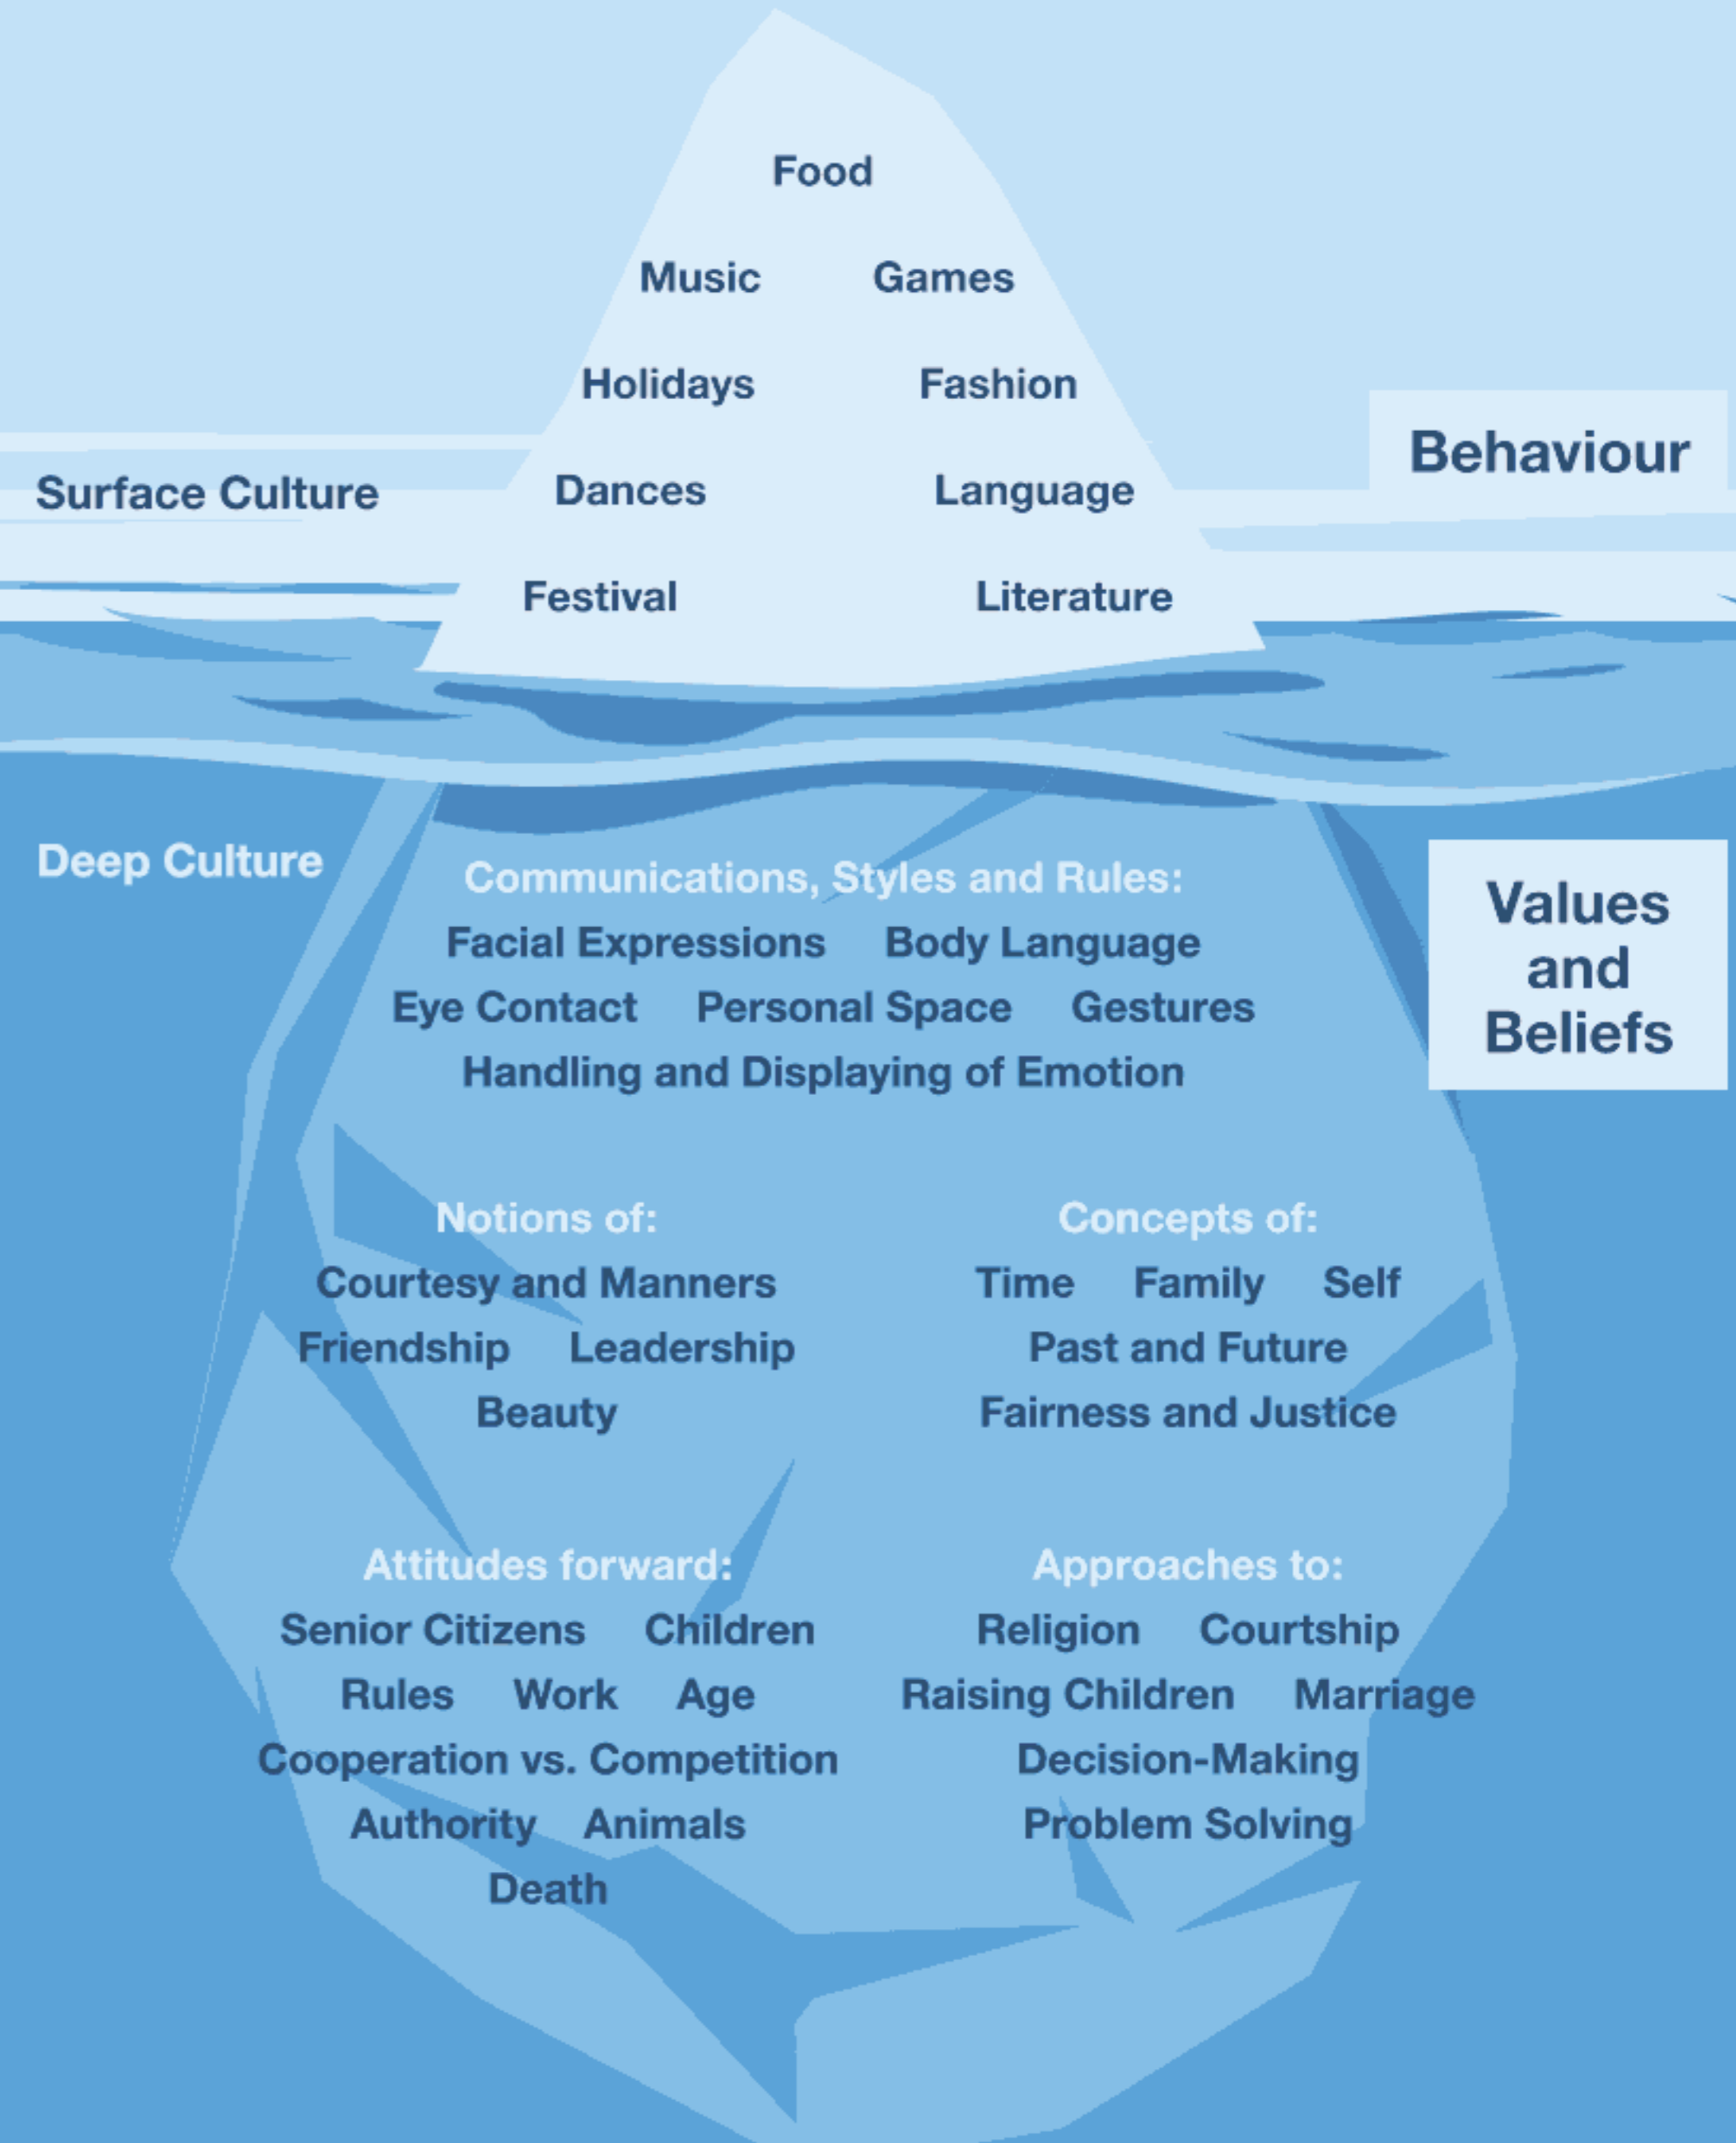 Food
Music Games
Holidays Fashion
Behaviour
Surface Culture
Dances Language
Festival Literature
Deep Culture
Communications, Styles and Rules:
Facial Expressions Body Language
Eye Contact Personal Space Gestures
Handling and Displaying of Emotion
Values
and
Beliefs
Notions of:
Courtesy and Manners
Friendship Leadership
Beauty
Concepts of:
Time Family Self
Past and Future
Fairness and Justice
Attitudes forward:
Senior Citizens Children
Rules Work Age
Cooperation vs. Competition
Authority Animals
Death
Approaches to:
Religion Courtship
Raising Children Marriage
Decision-Making
Problem Solving